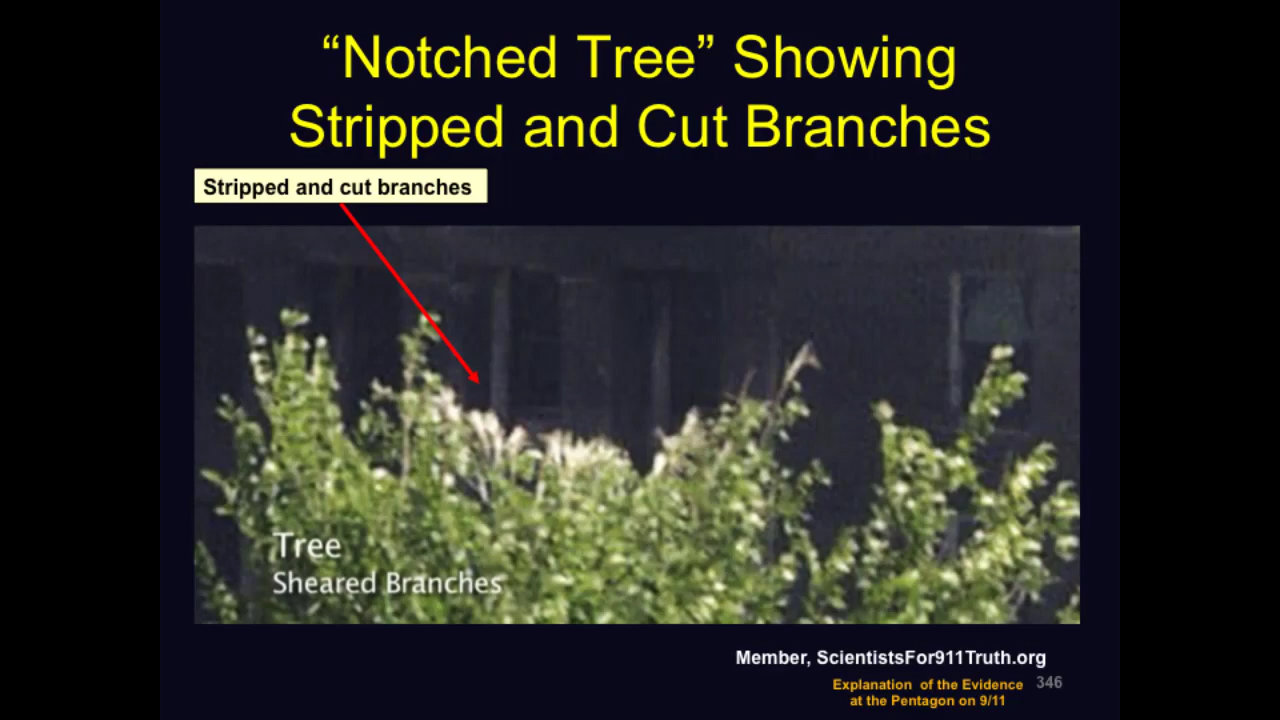 “Notched Tree” Showing
Stripped and Cut Branches
Stripped and cut branches
Tree
Sheared Branches
Member, ScientistsFor911Truth.org
Explanation of the Evidence 346
at the Pentagon on 9/11